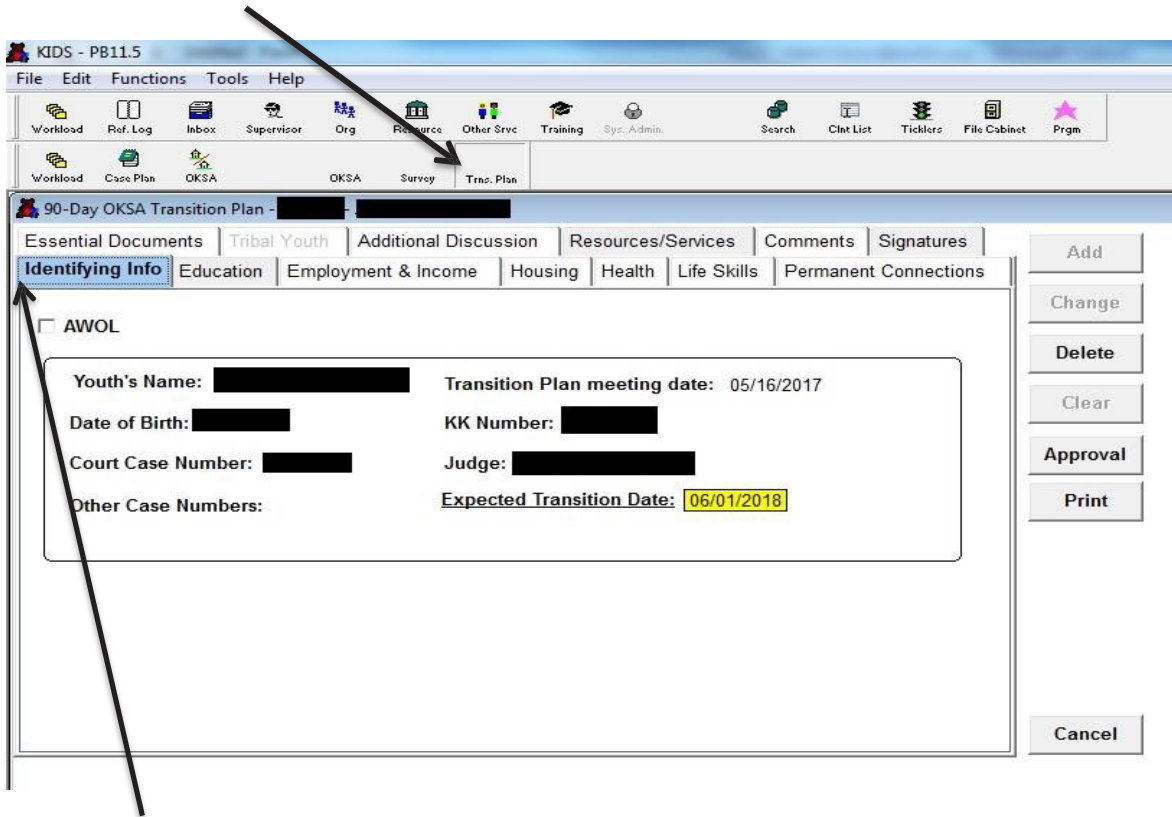 KIDS - PB11.5
File Edit Functions Tools Help
Workload Ref. Log Inbox Supervisor Org Resource Other Srvc Training Sys. Admin. Search Clnt List Ticklers File Cabinet Prgm
Workload Case Plan OKSA OKSA Survey Trns. Plan
90-Day OKSA Transition Plan - -
Essential Documents Tribal Youth Additional Discussion Resources/Services Comments Signatures
Identifying Info Education Employment & Income Housing Health Life Skills Permanent Connections
Add
Change
Delete
Clear
Approval
Print
Cancel
AWOL
Youth's Name: Transition Plan meeting date: 05/16/2017
Date of Birth: KK Number:
Court Case Number: Judge:
Other Case Numbers: Expected Transition Date: 06/01/2018